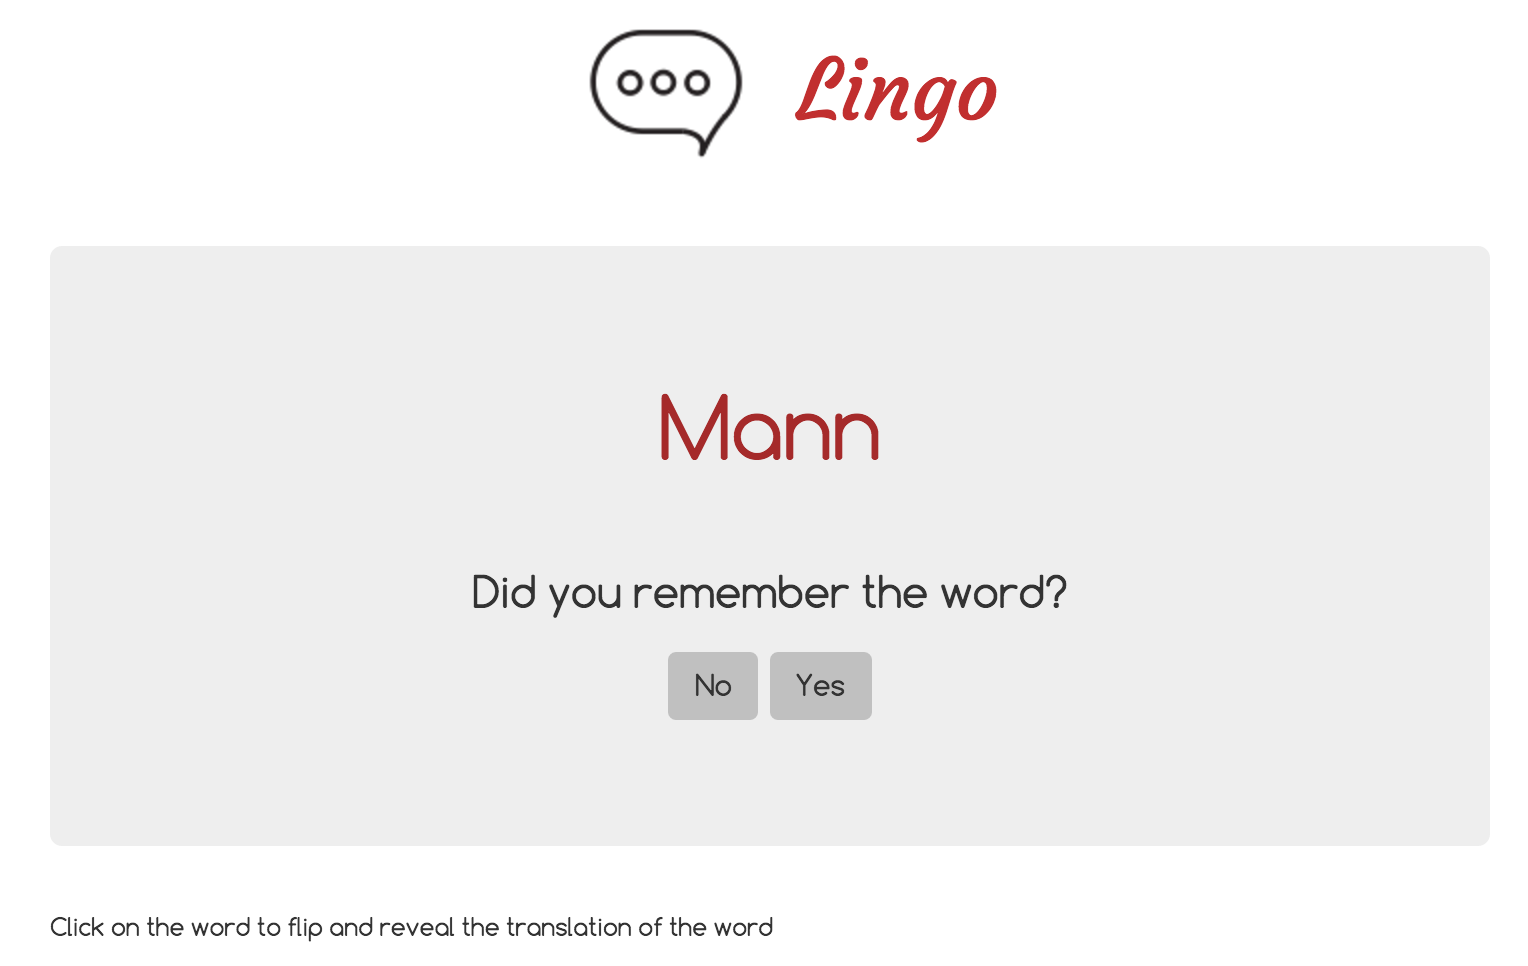 Lingo
Mann
Did you remember the word?
No
Yes
Click on the word to flip and reveal the translation of the word